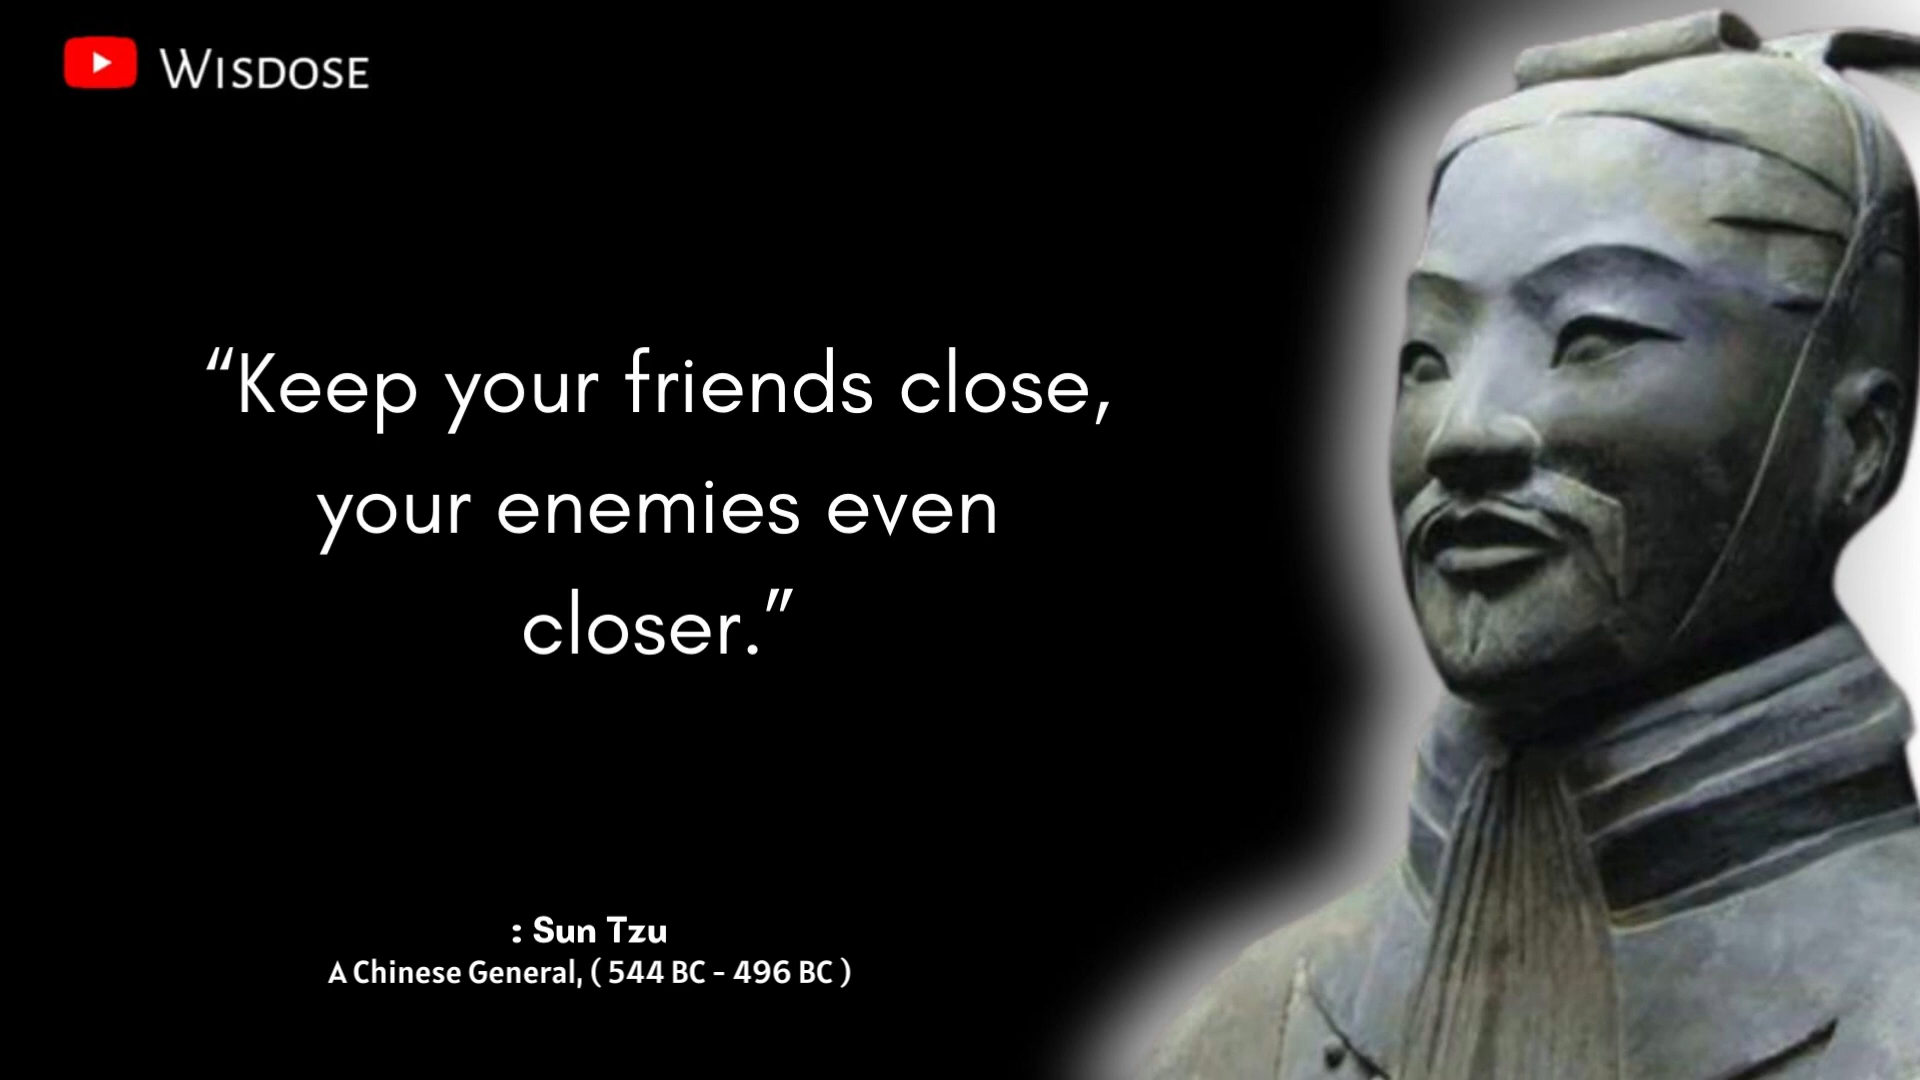 WISDOSE
“Keep your friends close,
your enemies even
closer.”
: Sun Tzu
A Chinese General, ( 544 BC - 496 BC )